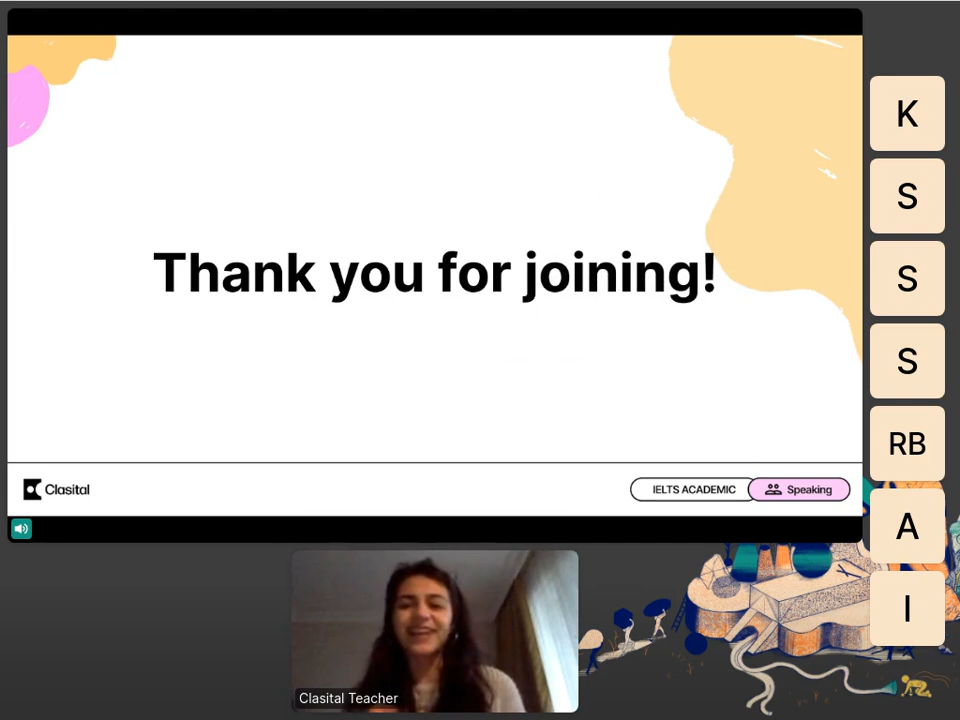 Thank you for joining!
Clasital
IELTS ACADEMIC
Speaking
Clasital Teacher
K
S
S
S
RB
A
I